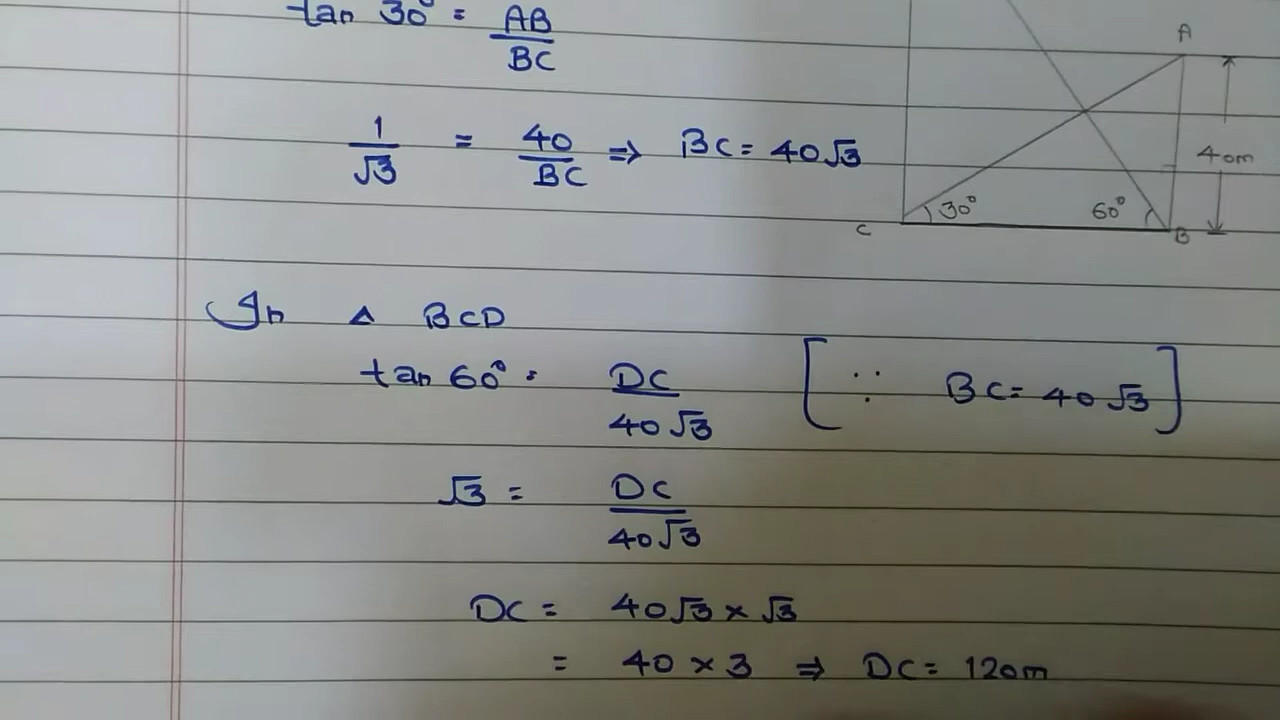 tan 30° = AB/BC
A
1/√3 = 40/BC ⇒ BC = 40√3
40m
30° 60°
C B
In Δ BCD
tan 60° = DC/40√3 [∵ BC = 40√3]
√3 = DC/40√3
DC = 40√3 × √3
= 40 × 3 ⇒ DC = 120m